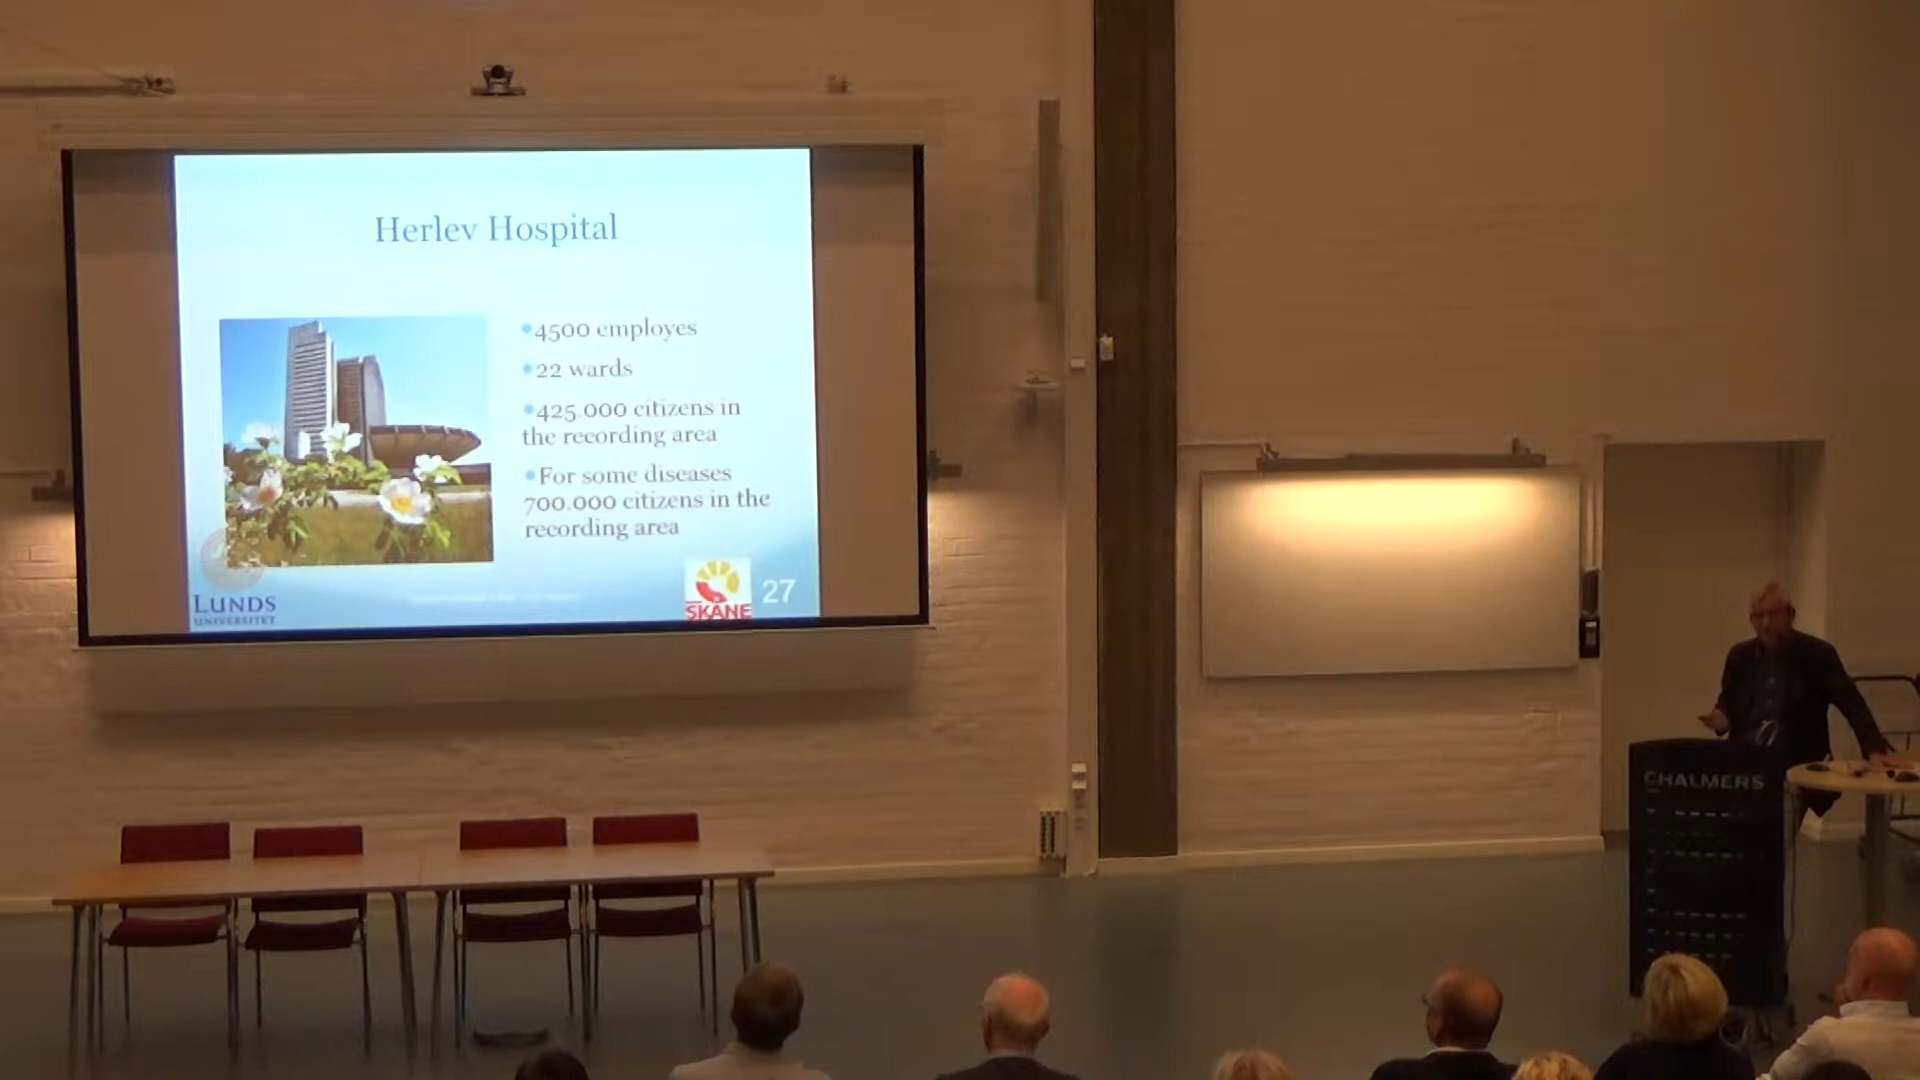 Herlev Hospital
•4500 employes
•22 wards
•425.000 citizens in
the recording area
•For some diseases
700.000 citizens in the
recording area
LUNDS
UNIVERSITET
SKÅNE
27
CHALMERS